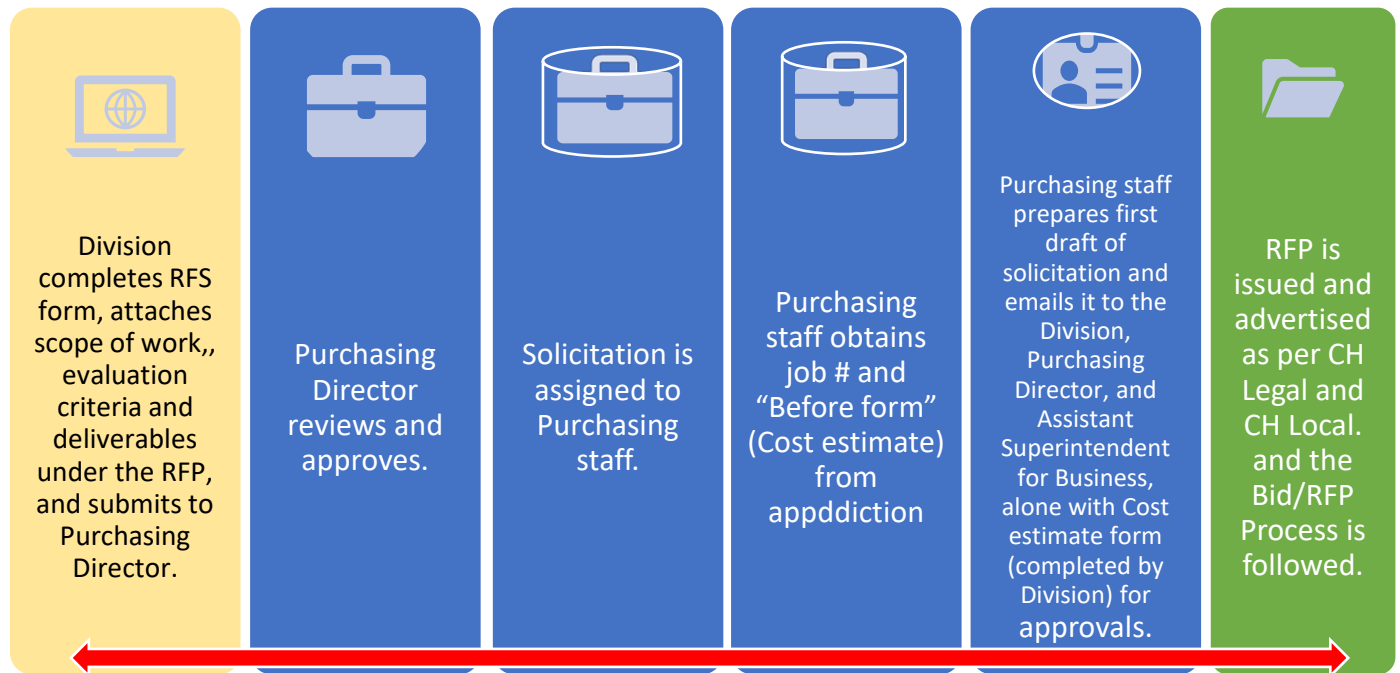 Division
completes RFS
form, attaches
scope of work,,
evaluation
criteria and
deliverables
under the RFP,
and submits to
Purchasing
Director.
Purchasing
Director
reviews and
approves.
Solicitation is
assigned to
Purchasing
staff.
Purchasing
staff obtains
job # and
“Before form”
(Cost estimate)
from
appddiction
Purchasing staff
prepares first
draft of
solicitation and
emails it to the
Division,
Purchasing
Director, and
Assistant
Superintendent
for Business,
alone with Cost
estimate form
(completed by
Division) for
approvals.
RFP is
issued and
advertised
as per CH
Legal and
CH Local.
and the
Bid/RFP
Process is
followed.